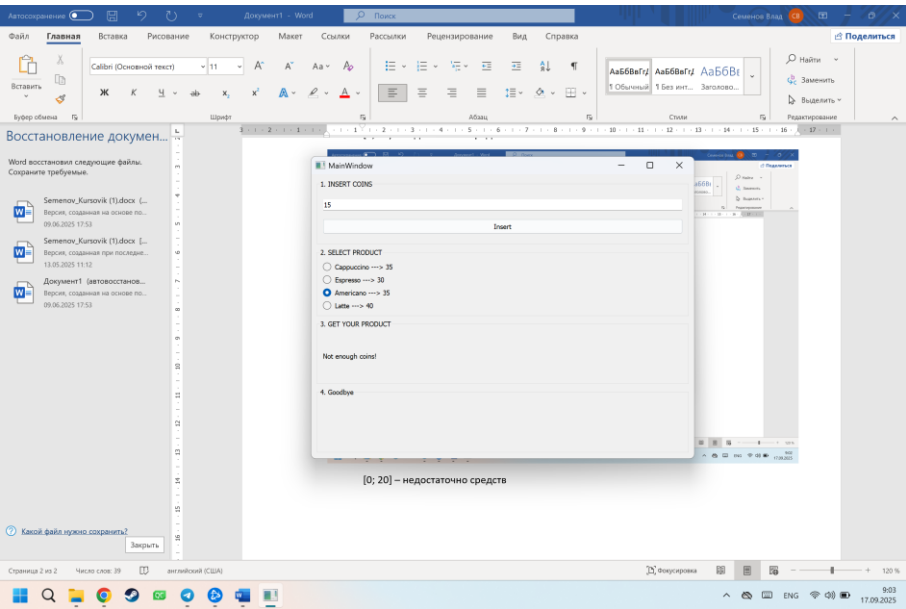 Автосохранение
Документ1 - Word
Поиск
Семенов Влад
СВ
Файл Главная Вставка Рисование Конструктор Макет Ссылки Рассылки Рецензирование Вид Справка
Поделиться
Вставить
Calibri (Основной текст) 11
Ж К Ч ab x₂ x² A A
АаБбВвГг, АаБбВвГг, АаБбВг
¶ Обычный ¶ Без инт... Заголово...
Найти
Заменить
Выделить
Буфер обмена Шрифт Абзац Стили Редактирование
Восстановление докумен...
Word восстановил следующие файлы.
Сохраните требуемые.
Semenov_Kursovik (1).docx (...
Версия, созданная на основе по...
09.06.2025 17:53
Semenov_Kursovik (1).docx [...
Версия, созданная при последне...
13.05.2025 11:12
Документ1 (автовосстанов...
Версия, созданная на основе по...
09.06.2025 17:53
Какой файл нужно сохранить?
Закрыть
MainWindow
1. INSERT COINS
15
Insert
2. SELECT PRODUCT
Cappuccino ---> 35
Espresso ---> 30
Americano ---> 35
Latte ---> 40
3. GET YOUR PRODUCT
Not enough coins!
4. Goodbye
[0; 20] – недостаточно средств
Страница 2 из 2 Число слов: 39 английский (США) Фокусировка 120 %
ENG 9:03
17.09.2025